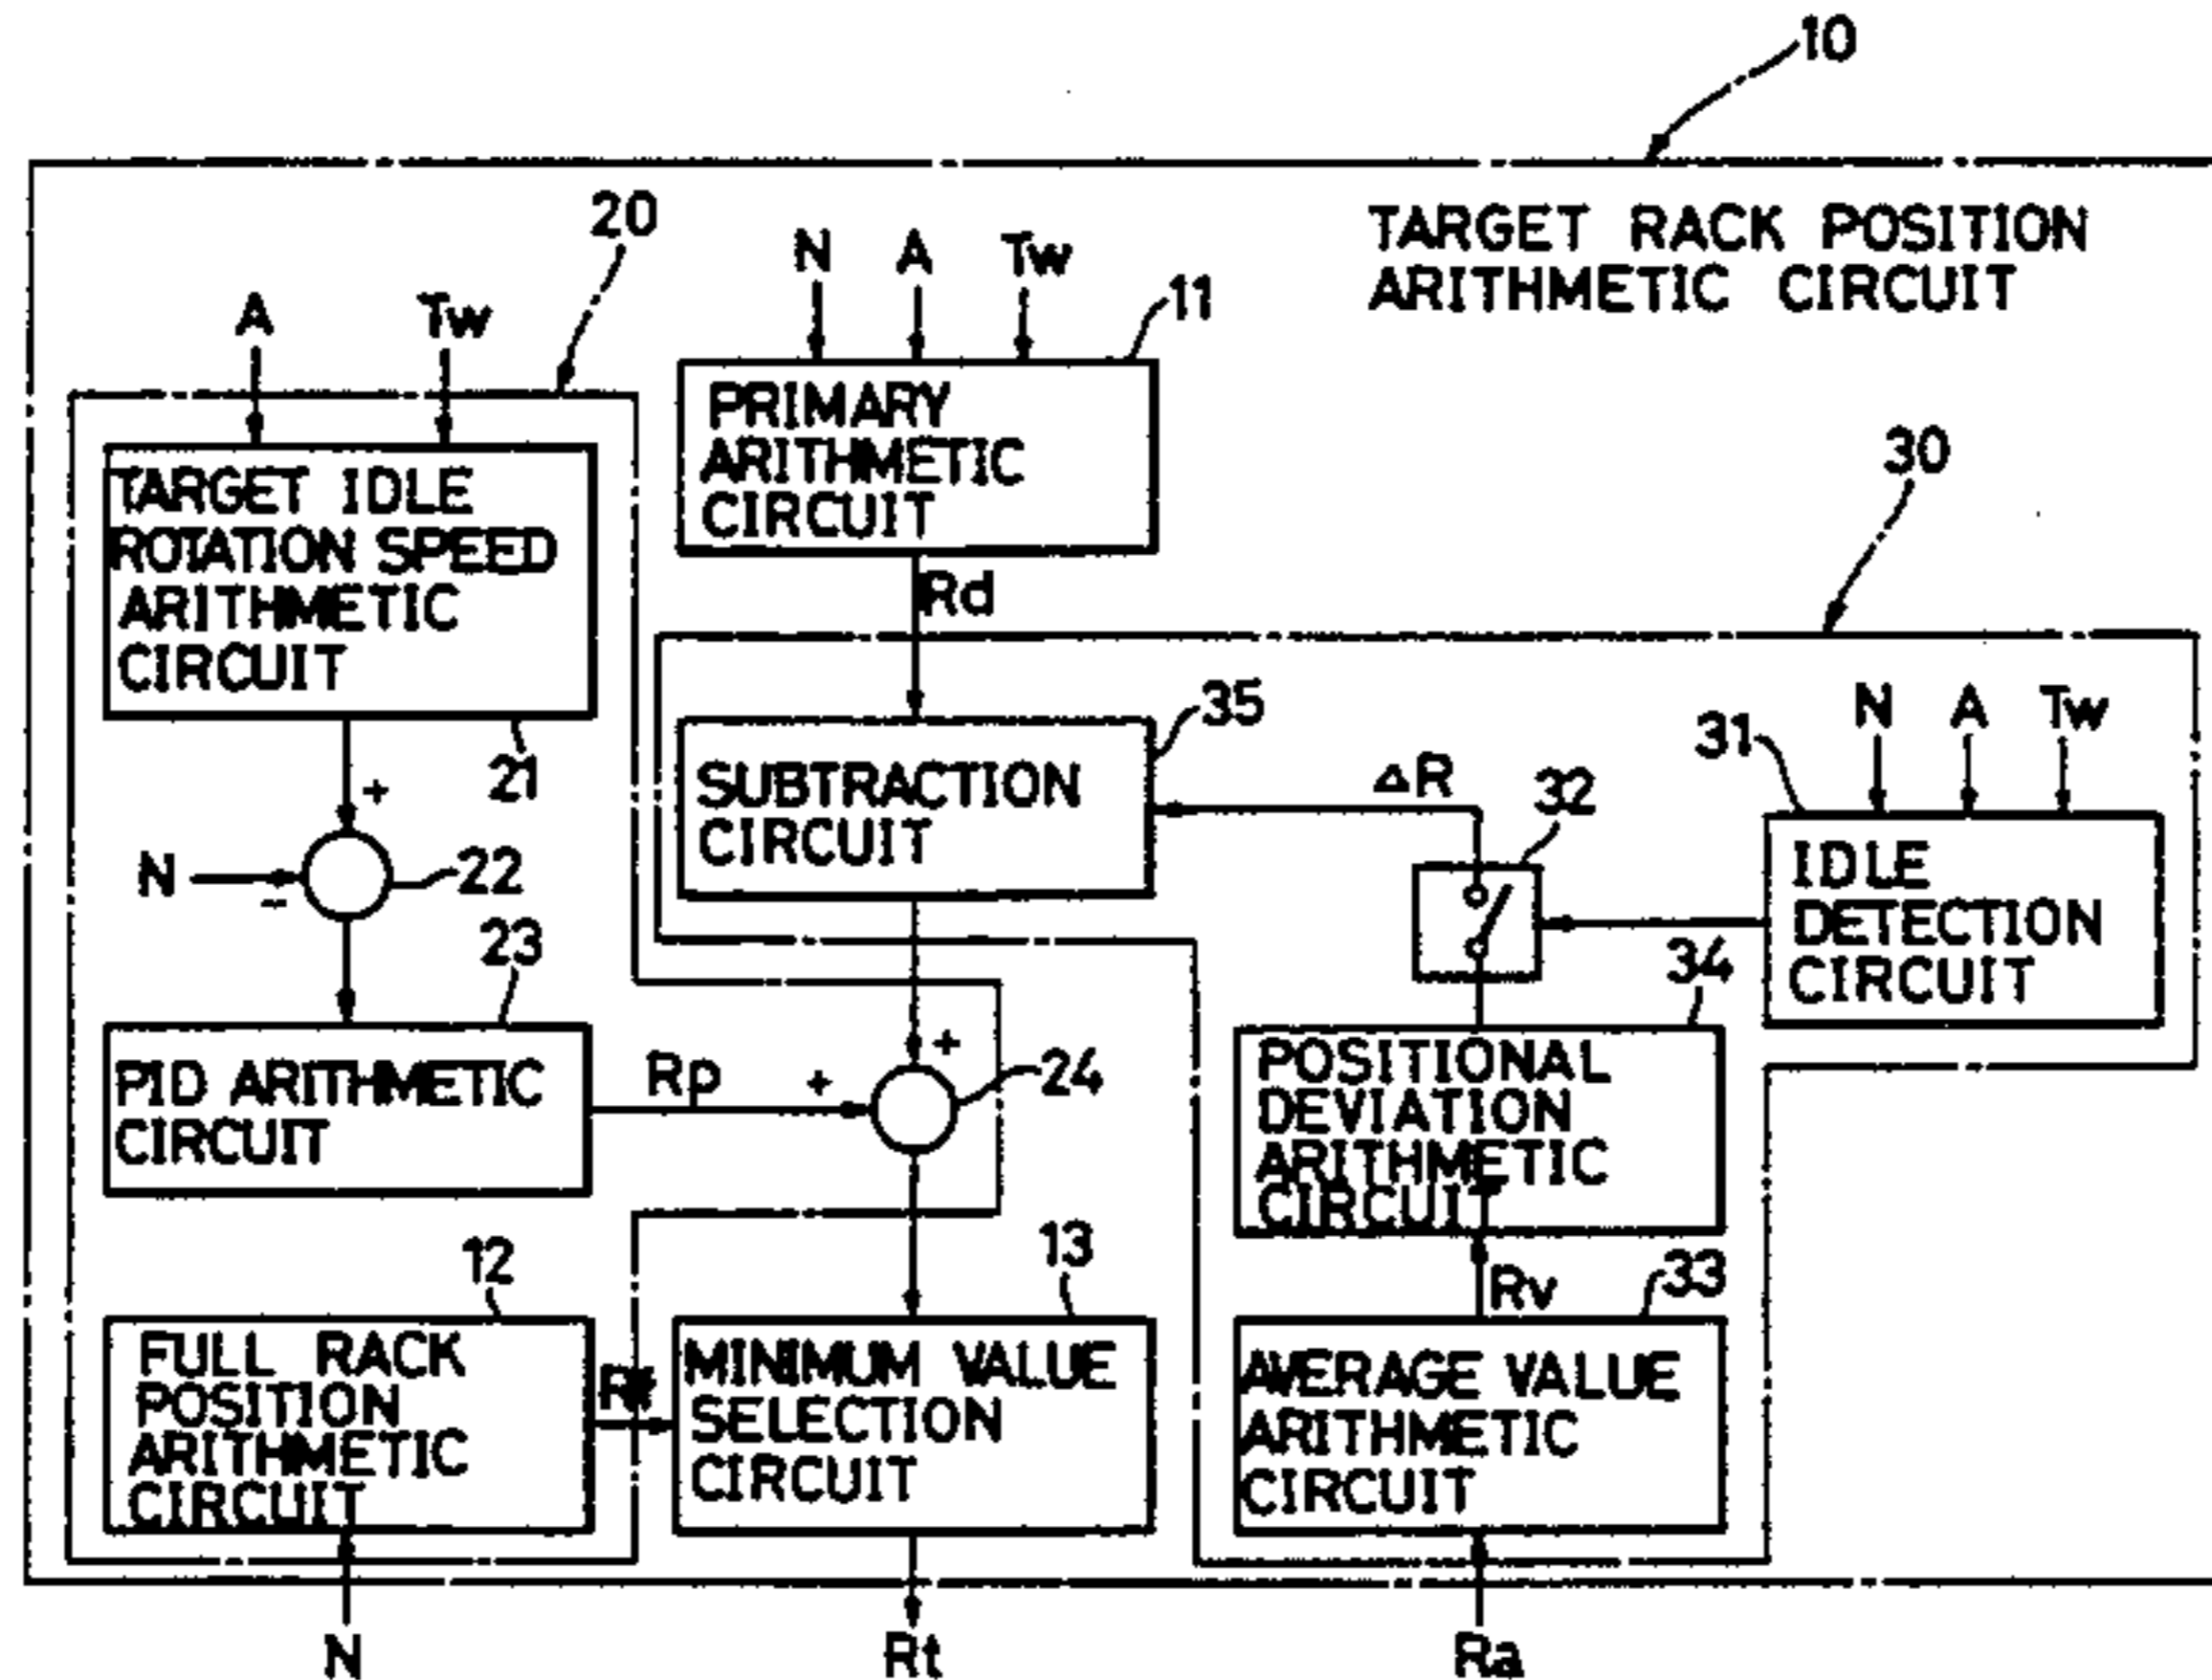 10
TARGET RACK POSITION
ARITHMETIC CIRCUIT
20
A
Tw
N
A
Tw
11
PRIMARY
ARITHMETIC
CIRCUIT
Rd
TARGET IDLE
ROTATION SPEED
ARITHMETIC
CIRCUIT
21
30
35
SUBTRACTION
CIRCUIT
ΔR
32
31
N
A
Tw
IDLE
DETECTION
CIRCUIT
+
N
-
22
23
PID ARITHMETIC
CIRCUIT
Rp
+
+
24
34
POSITIONAL
DEVIATION
ARITHMETIC
CIRCUIT
Rv
33
AVERAGE VALUE
ARITHMETIC
CIRCUIT
12
FULL RACK
POSITION
ARITHMETIC
CIRCUIT
13
MINIMUM VALUE
SELECTION
CIRCUIT
N
Rt
Ra